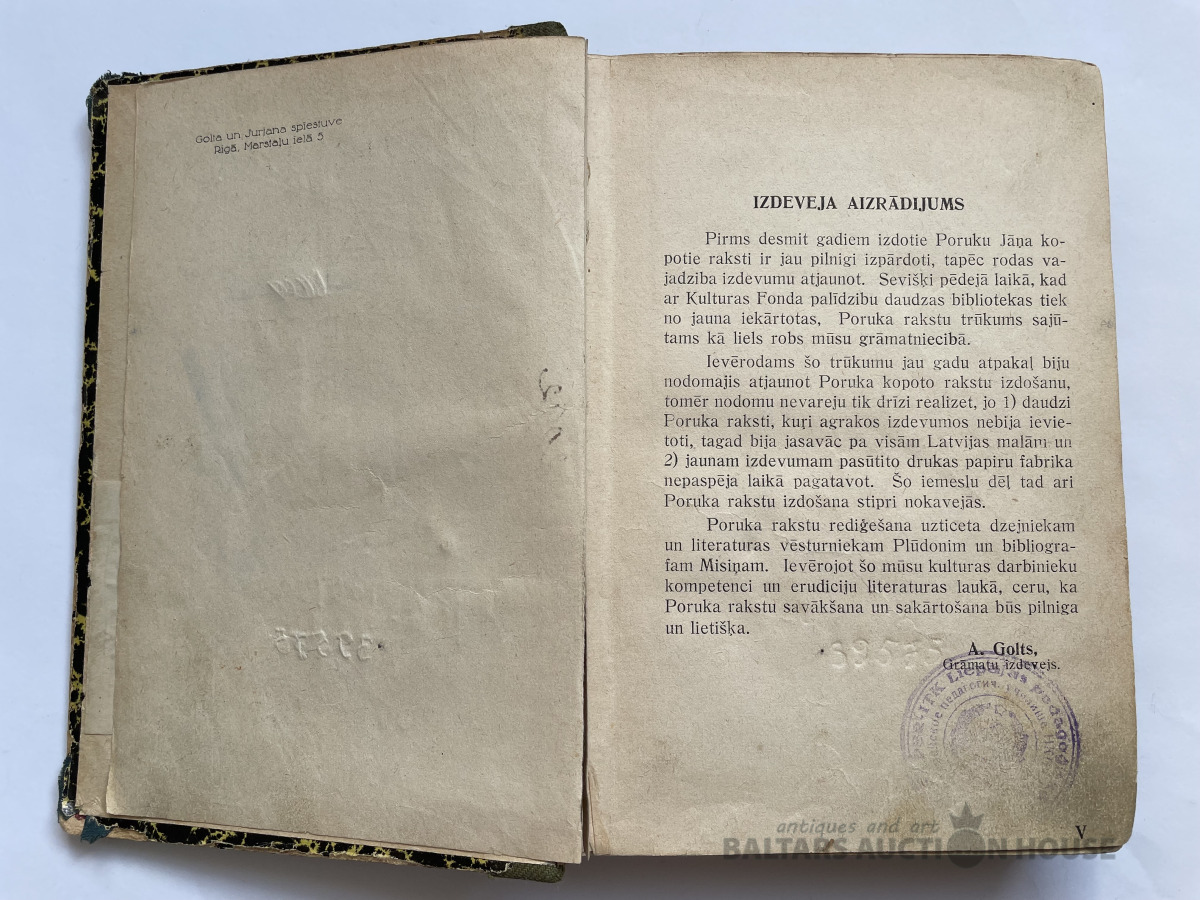 Golta un Jurjana spiestuve
Rīgā, Marstaļu ielā 5
IZDEVEJA AIZRĀDIJUMS
Pirms desmit gadiem izdotie Poruku Jāņa ko-
potie raksti ir jau pilnigi izpārdoti, tapēc rodas va-
jadziba izdevumu atjaunot. Sevišķi pēdejā laikā, kad
ar Kulturas Fonda palīdzibu daudzas bibliotekas tiek
no jauna iekārtotas, Poruka rakstu trūkums sajū-
tams kā liels robs mūsu grāmatniecibā.
Ievērodams šo trūkumu jau gadu atpakaļ biju
nodomajis atjaunot Poruka kopoto rakstu izdošanu,
tomēr nodomu nevareju tik drīzi realizet, jo 1) daudzi
Poruka raksti, kuŗi agrakos izdevumos nebija ievie-
toti, tagad bija jasavāc pa visām Latvijas malām un
2) jaunam izdevumam pasūtito drukas papiru fabrika
nepaspēja laikā pagatavot. Šo iemeslu dēļ tad ari
Poruka rakstu izdošana stipri nokavejās.
Poruka rakstu rediģešana uzticeta dzejniekam
un literaturas vēsturniekam Plūdonim un bibliogra-
fam Misiņam. Ievērojot šo mūsu kulturas darbinieku
kompetenci un erudiciju literaturas laukā, ceru, ka
Poruka rakstu savākšana un sakārtošana būs pilniga
un lietišķa.
A. Golts,
Grāmatu izdevejs.
Liepājas
V
antiques and art
BALTARS AUCTION HOUSE